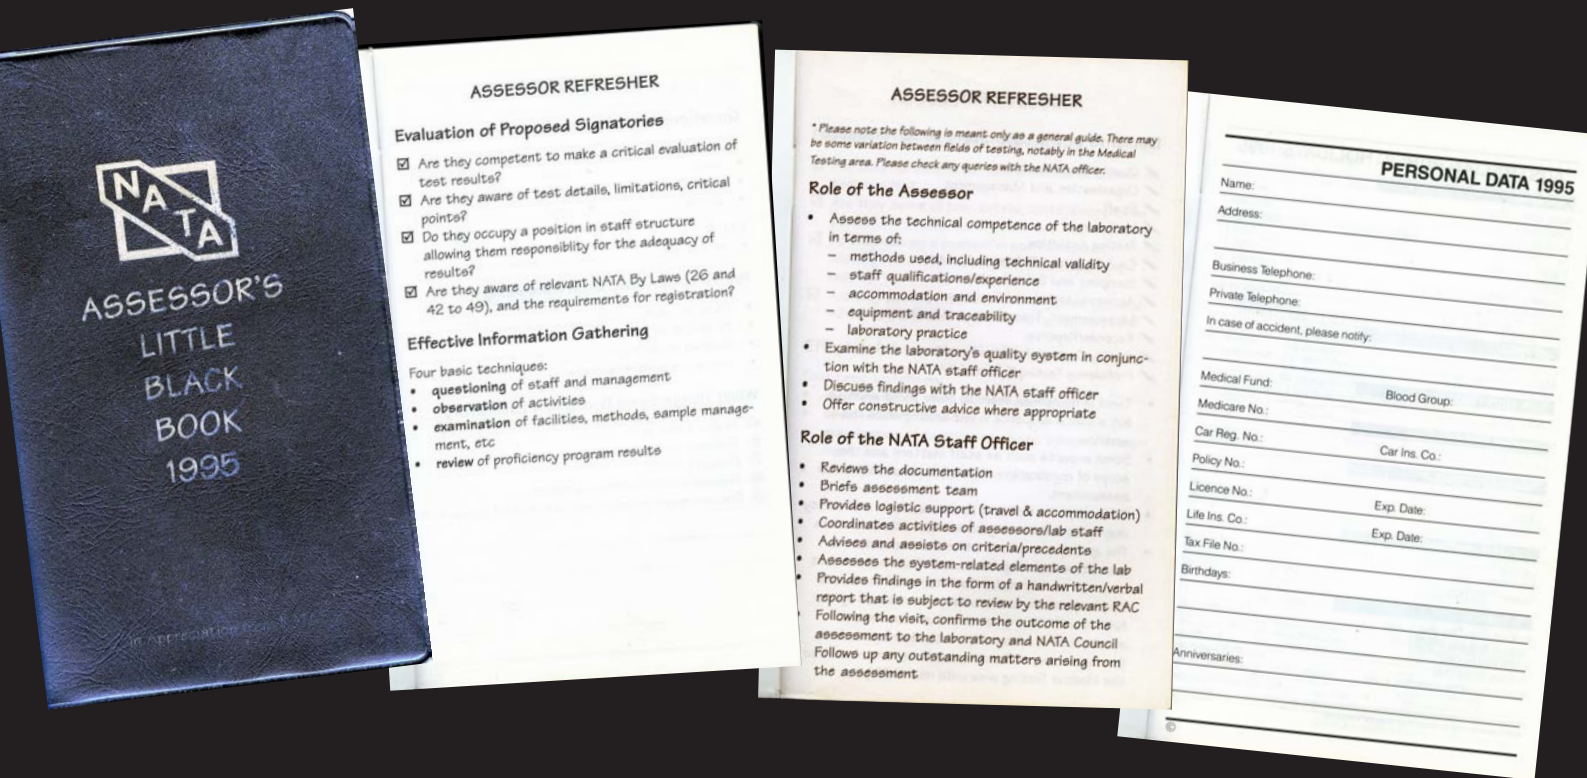 NATA
ASSESSOR'S
LITTLE
BLACK
BOOK
1995
In Appreciation from
ASSESSOR REFRESHER
Evaluation of Proposed Signatories
☑ Are they competent to make a critical evaluation of
test results?
☑ Are they aware of test details, limitations, critical
points?
☑ Do they occupy a position in staff structure
allowing them responsiblity for the adequacy of
results?
☑ Are they aware of relevant NATA By Laws (26 and
42 to 49), and the requirements for registration?
Effective Information Gathering
Four basic techniques:
• questioning of staff and management
• observation of activities
• examination of facilities, methods, sample manage-
ment, etc
• review of proficiency program results
ASSESSOR REFRESHER
* Please note the following is meant only as a general guide. There may
be some variation between fields of testing, notably in the Medical
Testing area. Please check any queries with the NATA officer.
Role of the Assessor
• Assess the technical competence of the laboratory
in terms of:
– methods used, including technical validity
– staff qualifications/experience
– accommodation and environment
– equipment and traceability
– laboratory practice
• Examine the laboratory's quality system in conjunc-
tion with the NATA staff officer
• Discuss findings with the NATA staff officer
• Offer constructive advice where appropriate
Role of the NATA Staff Officer
• Reviews the documentation
• Briefs assessment team
• Provides logistic support (travel & accommodation)
• Coordinates activities of assessors/lab staff
• Advises and assists on criteria/precedents
• Assesses the system-related elements of the lab
• Provides findings in the form of a handwritten/verbal
report that is subject to review by the relevant RAC
• Following the visit, confirms the outcome of the
assessment to the laboratory and NATA Council
Follows up any outstanding matters arising from
the assessment
PERSONAL DATA 1995
Name:
Address:
Business Telephone:
Private Telephone:
In case of accident, please notify:
Medical Fund: Blood Group:
Medicare No.:
Car Reg. No.: Car Ins. Co.:
Policy No.:
Licence No.: Exp. Date:
Life Ins. Co.: Exp. Date:
Tax File No.:
Birthdays:
Anniversaries:
©